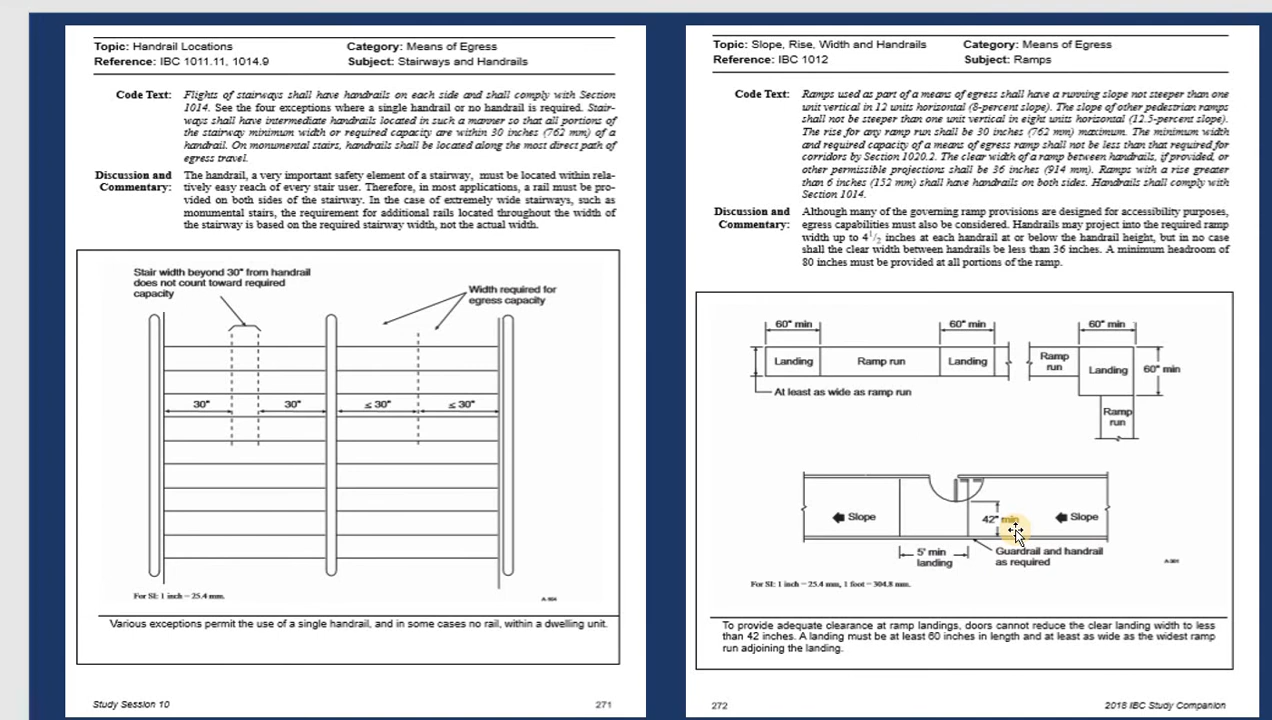 Topic: Handrail Locations Category: Means of Egress
Reference: IBC 1011.11, 1014.9 Subject: Stairways and Handrails
Code Text: Flights of stairways shall have handrails on each side and shall comply with Section
1014. See the four exceptions where a single handrail or no handrail is required. Stair-
ways shall have intermediate handrails located in such a manner so that all portions of
the stairway minimum width or required capacity are within 30 inches (762 mm) of a
handrail. On monumental stairs, handrails shall be located along the most direct path of
egress travel.
Discussion and The handrail, a very important safety element of a stairway, must be located within rela-
Commentary: tively easy reach of every stair user. Therefore, in most applications, a rail must be pro-
vided on both sides of the stairway. In the case of extremely wide stairways, such as
monumental stairs, the requirement for additional rails located throughout the width of
the stairway is based on the required stairway width, not the actual width.
Stair width beyond 30" from handrail
does not count toward required
capacity
Width required for
egress capacity
30" 30" ≤ 30" ≤ 30"
For SI: 1 inch = 25.4 mm.
Various exceptions permit the use of a single handrail, and in some cases no rail, within a dwelling unit.
Study Session 10 271
Topic: Slope, Rise, Width and Handrails Category: Means of Egress
Reference: IBC 1012 Subject: Ramps
Code Text: Ramps used as part of a means of egress shall have a running slope not steeper than one
unit vertical in 12 units horizontal (8-percent slope). The slope of other pedestrian ramps
shall not be steeper than one unit vertical in eight units horizontal (12.5-percent slope).
The rise for any ramp run shall be 30 inches (762 mm) maximum. The minimum width
and required capacity of a means of egress ramp shall not be less than that required for
corridors by Section 1020.2. The clear width of a ramp between handrails, if provided, or
other permissible projections shall be 36 inches (914 mm). Ramps with a rise greater
than 6 inches (152 mm) shall have handrails on both sides. Handrails shall comply with
Section 1014.
Discussion and Although many of the governing ramp provisions are designed for accessibility purposes,
Commentary: egress capabilities must also be considered. Handrails may project into the required ramp
width up to 4 1/2 inches at each handrail at or below the handrail height, but in no case
shall the clear width between handrails be less than 36 inches. A minimum headroom of
80 inches must be provided at all portions of the ramp.
60" min 60" min 60" min
Landing Ramp run Landing Ramp
run Landing 60" min
At least as wide as ramp run
Ramp
run
Slope 42" min Slope
5' min
landing
Guardrail and handrail
as required
For SI: 1 inch = 25.4 mm, 1 foot = 304.8 mm.
To provide adequate clearance at ramp landings, doors cannot reduce the clear landing width to less
than 42 inches. A landing must be at least 60 inches in length and at least as wide as the widest ramp
run adjoining the landing.
272 2018 IBC Study Companion